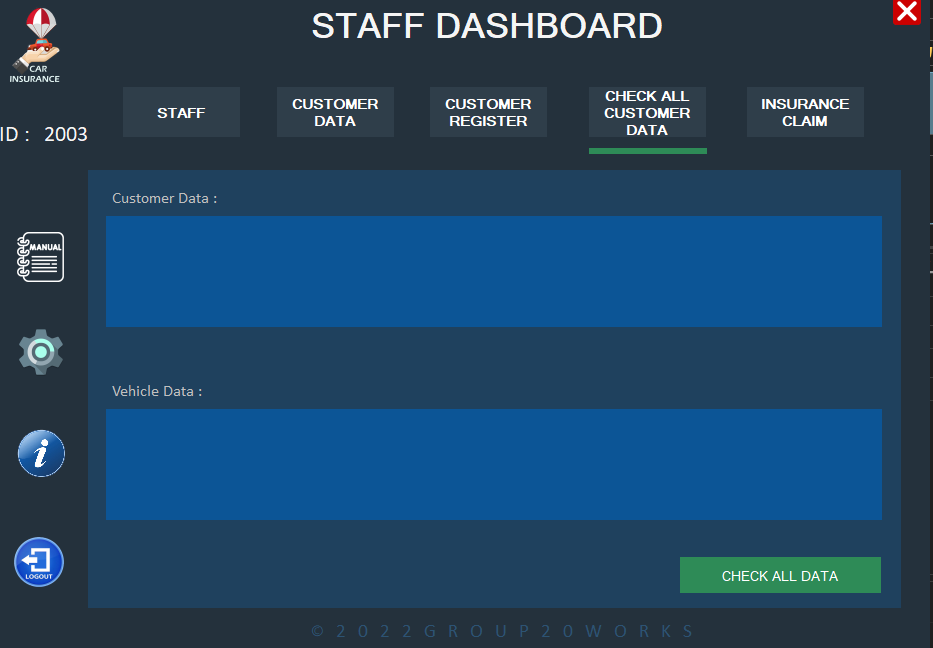 STAFF DASHBOARD
CAR
INSURANCE
STAFF
CUSTOMER
DATA
CUSTOMER
REGISTER
CHECK ALL
CUSTOMER
DATA
INSURANCE
CLAIM
ID : 2003
Customer Data :
MANUAL
Vehicle Data :
i
LOGOUT
CHECK ALL DATA
© 2 0 2 2 G R O U P 2 0 W O R K S